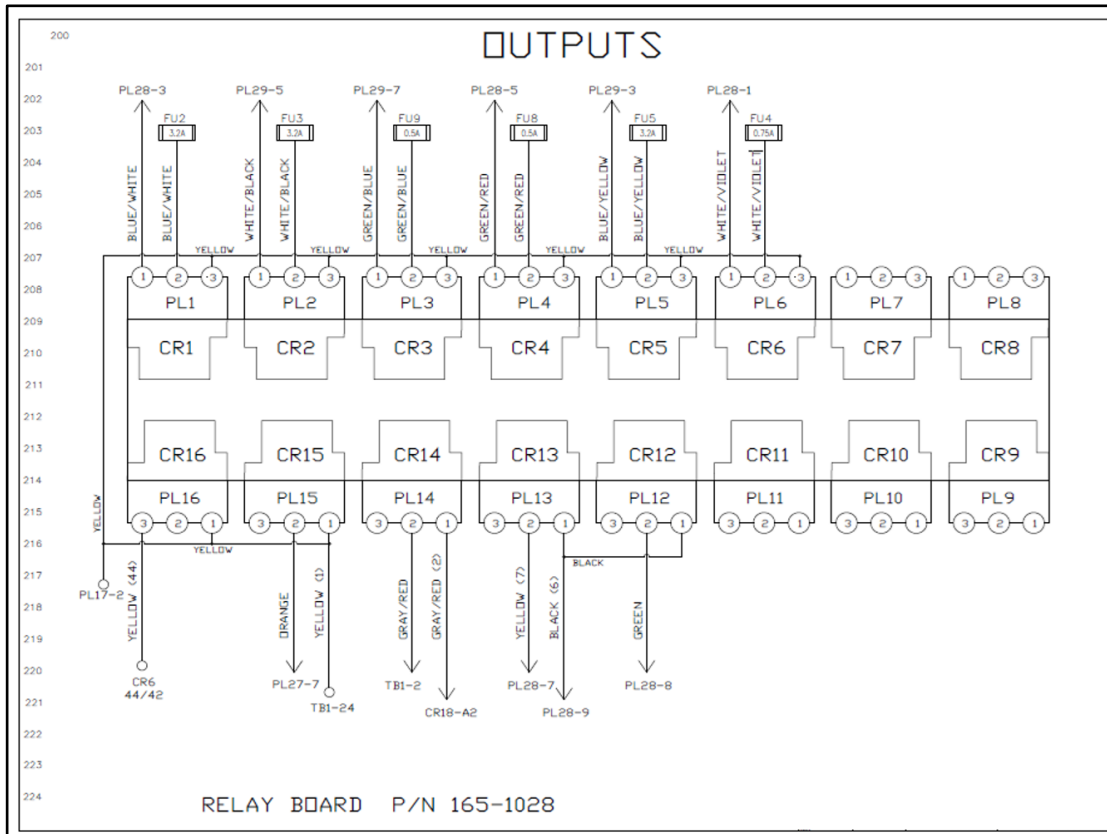 200
OUTPUTS
201
PL28-3 PL29-5 PL29-7 PL28-5 PL29-3 PL28-1
202
FU2 FU3 FU9 FU8 FU5 FU4
203
3.2A 3.2A 0.5A 0.5A 3.2A 0.75A
204
205
BLUE/WHITE BLUE/WHITE WHITE/BLACK WHITE/BLACK GREEN/BLUE GREEN/BLUE GREEN/RED GREEN/RED BLUE/YELLOW BLUE/YELLOW WHITE/VIOLET WHITE/VIOLET
206
YELLOW YELLOW YELLOW YELLOW YELLOW
207
1 2 3 1 2 3 1 2 3 1 2 3 1 2 3 1 2 3 1 2 3 1 2 3
208
PL1 PL2 PL3 PL4 PL5 PL6 PL7 PL8
209
CR1 CR2 CR3 CR4 CR5 CR6 CR7 CR8
210
211
212
213
CR16 CR15 CR14 CR13 CR12 CR11 CR10 CR9
214
PL16 PL15 PL14 PL13 PL12 PL11 PL10 PL9
215
3 2 1 3 2 1 3 2 1 3 2 1 3 2 1 3 2 1 3 2 1 3 2 1
YELLOW
216
YELLOW BLACK
217
PL17-2
218
YELLOW (44) ORANGE YELLOW (1) GRAY/RED GRAY/RED (2) YELLOW (7) BLACK (6) GREEN
219
220
CR6 PL27-7 TB1-2 PL28-7 PL28-8
44/42
221
TB1-24 CR18-A2 PL28-9
222
223
224
RELAY BOARD P/N 165-1028